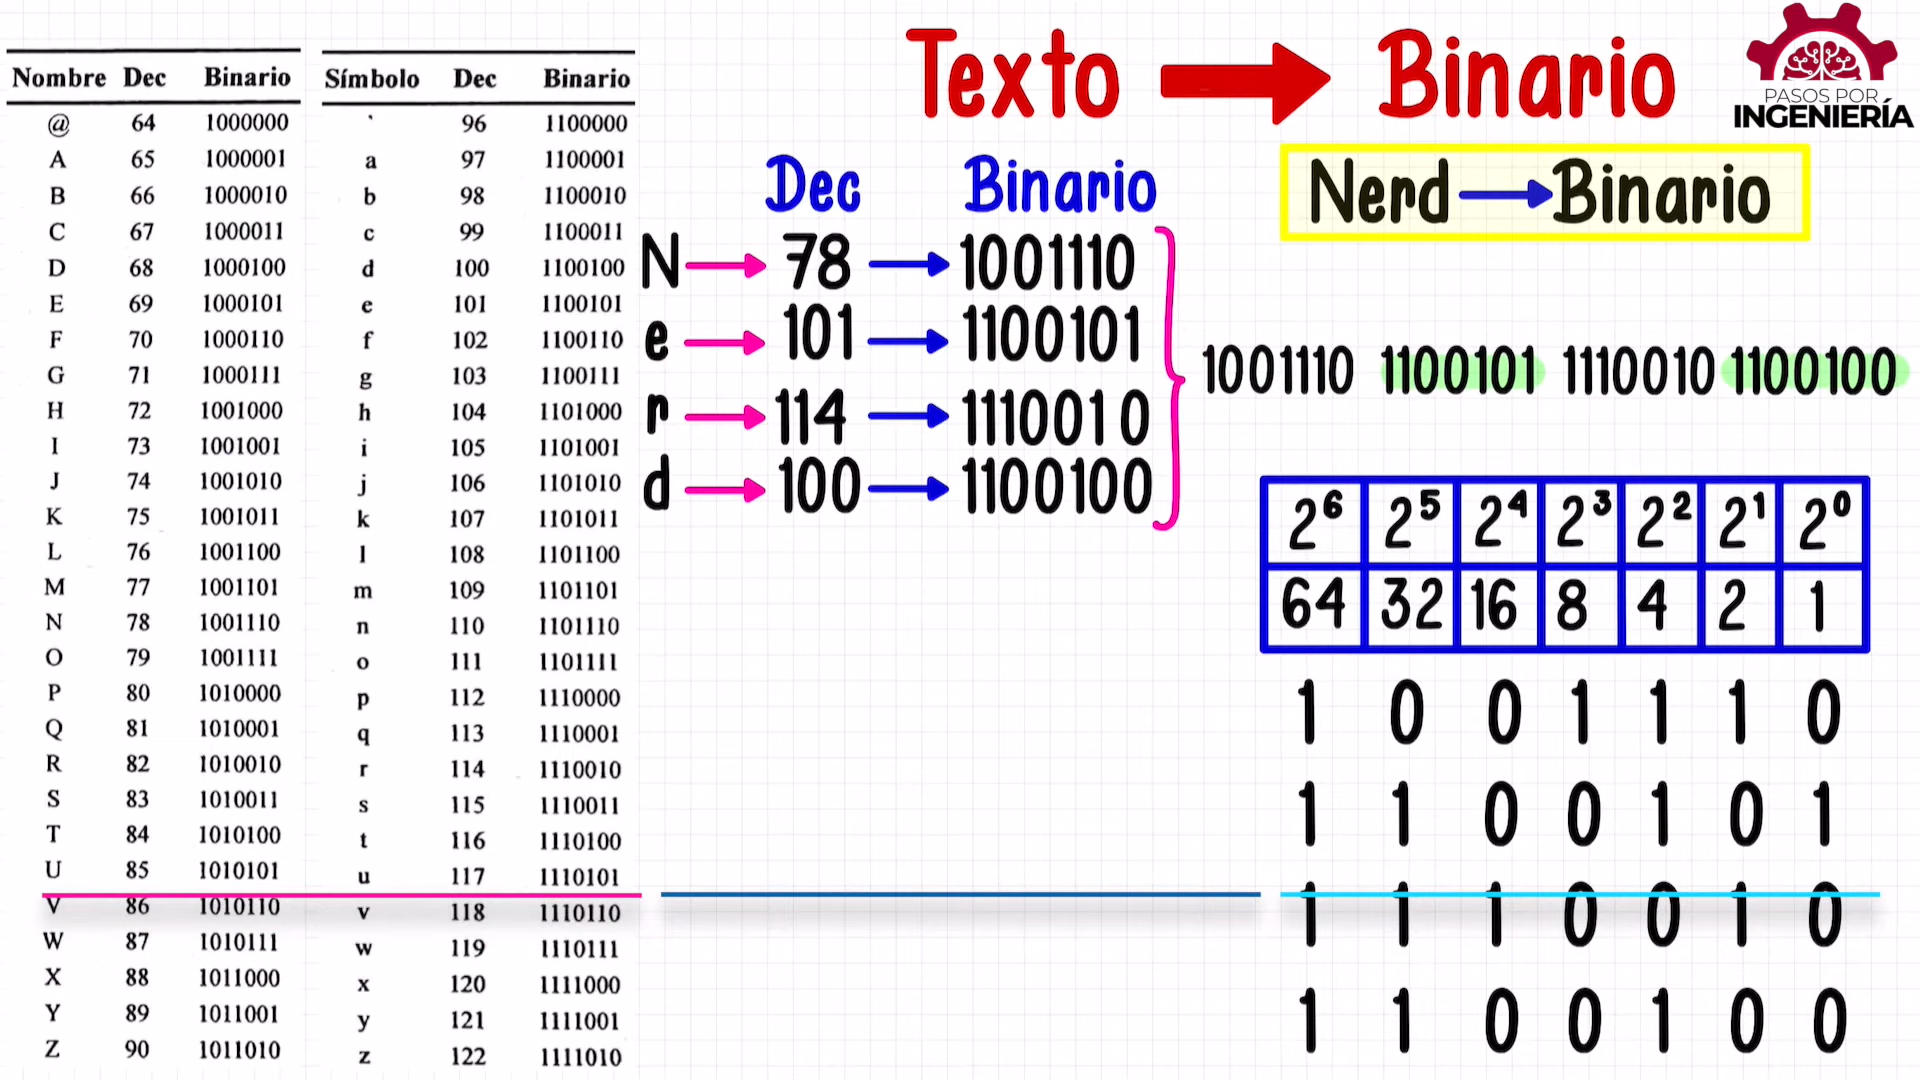 Texto Binario
PASOS POR
INGENIERÍA
Nombre Dec Binario
@ 64 1000000
A 65 1000001
B 66 1000010
C 67 1000011
D 68 1000100
E 69 1000101
F 70 1000110
G 71 1000111
H 72 1001000
I 73 1001001
J 74 1001010
K 75 1001011
L 76 1001100
M 77 1001101
N 78 1001110
O 79 1001111
P 80 1010000
Q 81 1010001
R 82 1010010
S 83 1010011
T 84 1010100
U 85 1010101
V 86 1010110
W 87 1010111
X 88 1011000
Y 89 1011001
Z 90 1011010
Símbolo Dec Binario
` 96 1100000
a 97 1100001
b 98 1100010
c 99 1100011
d 100 1100100
e 101 1100101
f 102 1100110
g 103 1100111
h 104 1101000
i 105 1101001
j 106 1101010
k 107 1101011
l 108 1101100
m 109 1101101
n 110 1101110
o 111 1101111
p 112 1110000
q 113 1110001
r 114 1110010
s 115 1110011
t 116 1110100
u 117 1110101
v 118 1110110
w 119 1110111
x 120 1111000
y 121 1111001
z 122 1111010
Dec Binario
N 78 1001110
e 101 1100101
r 114 1110010
d 100 1100100
Nerd Binario
1001110 1100101 1110010 1100100
2⁶ 2⁵ 2⁴ 2³ 2² 2¹ 2⁰
64 32 16 8 4 2 1
1 0 0 1 1 1 0
1 1 0 0 1 0 1
1 1 1 0 0 1 0
1 1 0 0 1 0 0